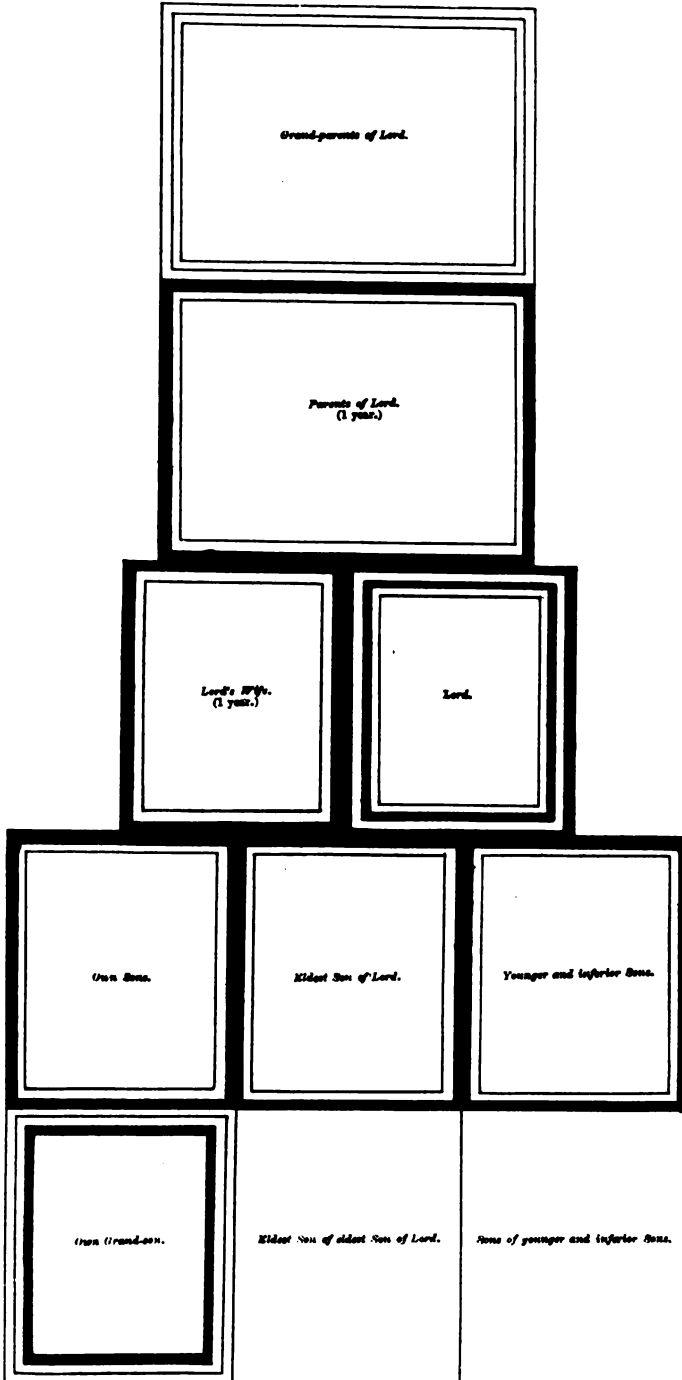 Grand-parents of Lord.
Parents of Lord.
(1 year.)
Lord's Wife.
(1 year.)
Lord.
Own Sons.
Eldest Son of Lord.
Younger and inferior Sons.
Own Grand-son.
Eldest Son of eldest Son of Lord.
Sons of younger and inferior Sons.